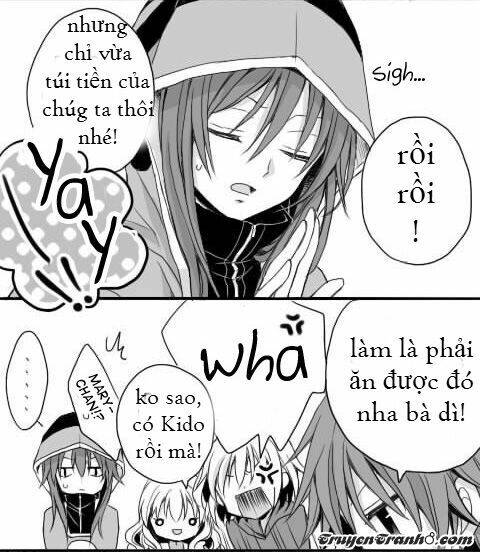 sigh...
rồi
rồi
!
nhưng
chỉ vừa
túi tiền của
chúg ta thôi
nhé!
Yay!!
làm là phải
ăn được đó
nha bà dì!
wha
ko sao,
có Kido
rồi mà!
MARY-
CHAN!?
......
TruyenTranh8.com